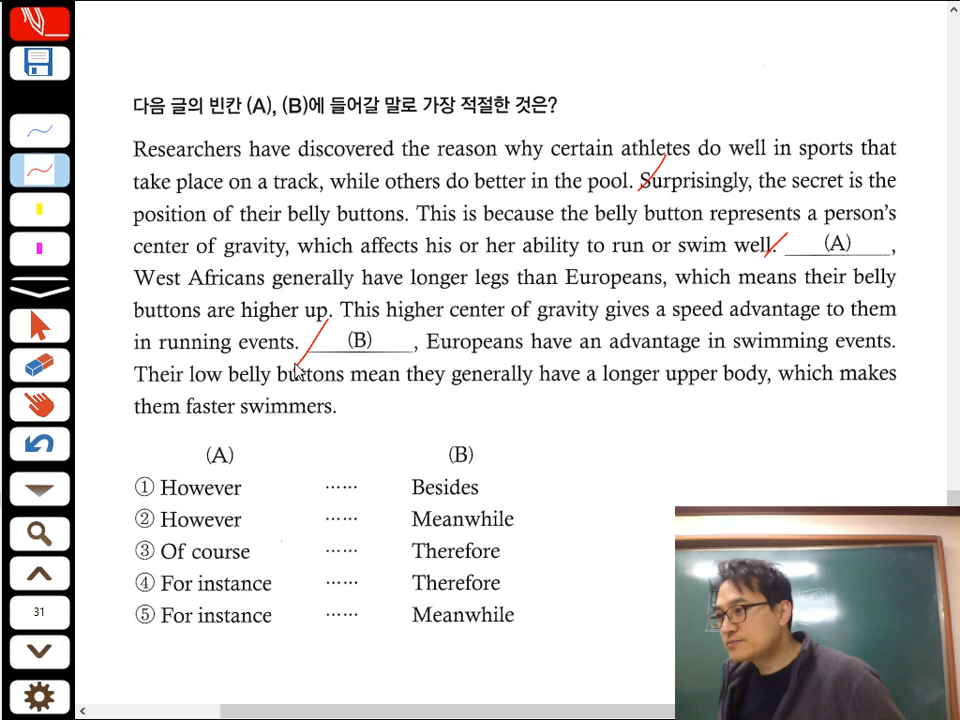 다음 글의 빈칸 (A), (B)에 들어갈 말로 가장 적절한 것은?
Researchers have discovered the reason why certain athletes do well in sports that
take place on a track, while others do better in the pool. Surprisingly, the secret is the
position of their belly buttons. This is because the belly button represents a person's
center of gravity, which affects his or her ability to run or swim well. (A) ,
West Africans generally have longer legs than Europeans, which means their belly
buttons are higher up. This higher center of gravity gives a speed advantage to them
in running events. (B) , Europeans have an advantage in swimming events.
Their low belly buttons mean they generally have a longer upper body, which makes
them faster swimmers.
(A) (B)
① However ...... Besides
② However ...... Meanwhile
③ Of course ...... Therefore
④ For instance ...... Therefore
⑤ For instance ...... Meanwhile
31